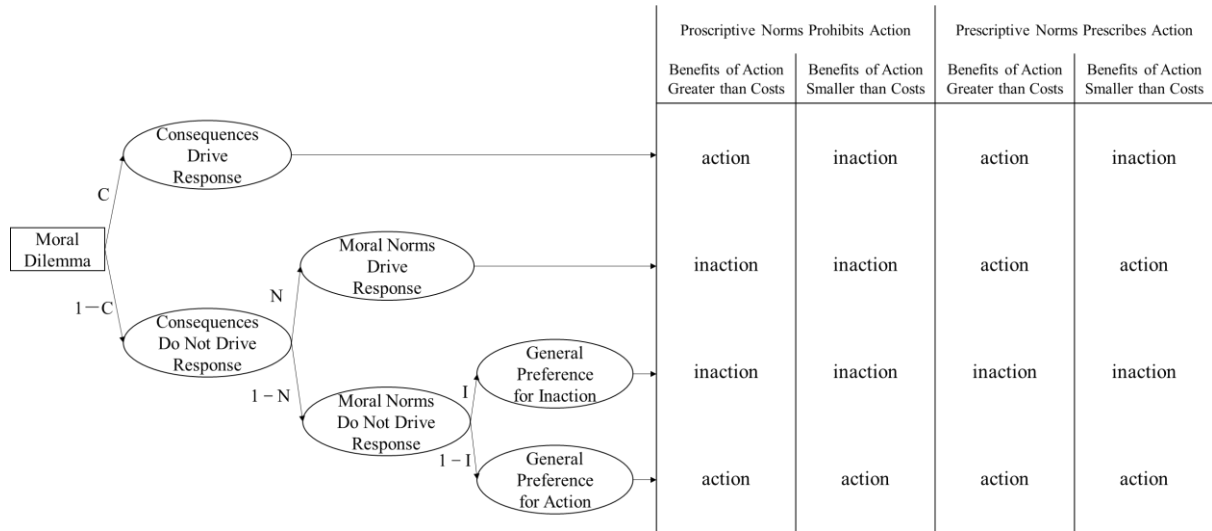 Proscriptive Norms Prohibits Action
Prescriptive Norms Prescribes Action
Benefits of Action
Greater than Costs
Benefits of Action
Smaller than Costs
Benefits of Action
Greater than Costs
Benefits of Action
Smaller than Costs
Consequences
Drive
Response
action
inaction
action
inaction
C
Moral
Dilemma
Moral Norms
Drive
Response
inaction
inaction
action
action
N
1−C
Consequences
Do Not Drive
Response
General
Preference
for Inaction
inaction
inaction
inaction
inaction
1−N
I
Moral Norms
Do Not Drive
Response
1−I
General
Preference
for Action
action
action
action
action